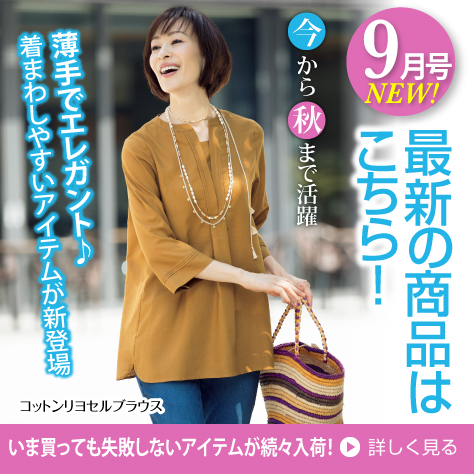 9月号
NEW!
最新の商品は
こちら!
今から秋まで活躍
薄手でエレガント♪
着まわしやすいアイテムが新登場
コットンリヨセルブラウス
いま買っても失敗しないアイテムが続々入荷!
詳しく見る